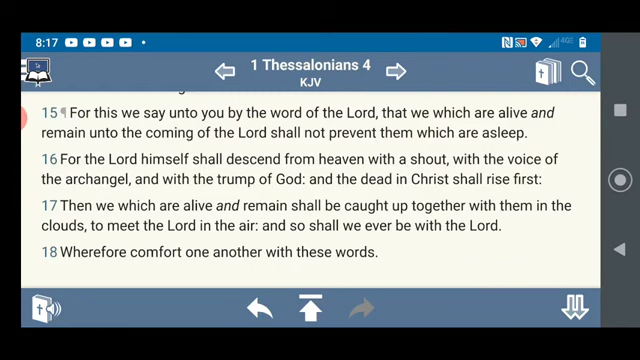 8:17
4G
1 Thessalonians 4
KJV
15¶ For this we say unto you by the word of the Lord, that we which are alive and
remain unto the coming of the Lord shall not prevent them which are asleep.
16 For the Lord himself shall descend from heaven with a shout, with the voice of
the archangel, and with the trump of God: and the dead in Christ shall rise first:
17 Then we which are alive and remain shall be caught up together with them in the
clouds, to meet the Lord in the air: and so shall we ever be with the Lord.
18 Wherefore comfort one another with these words.